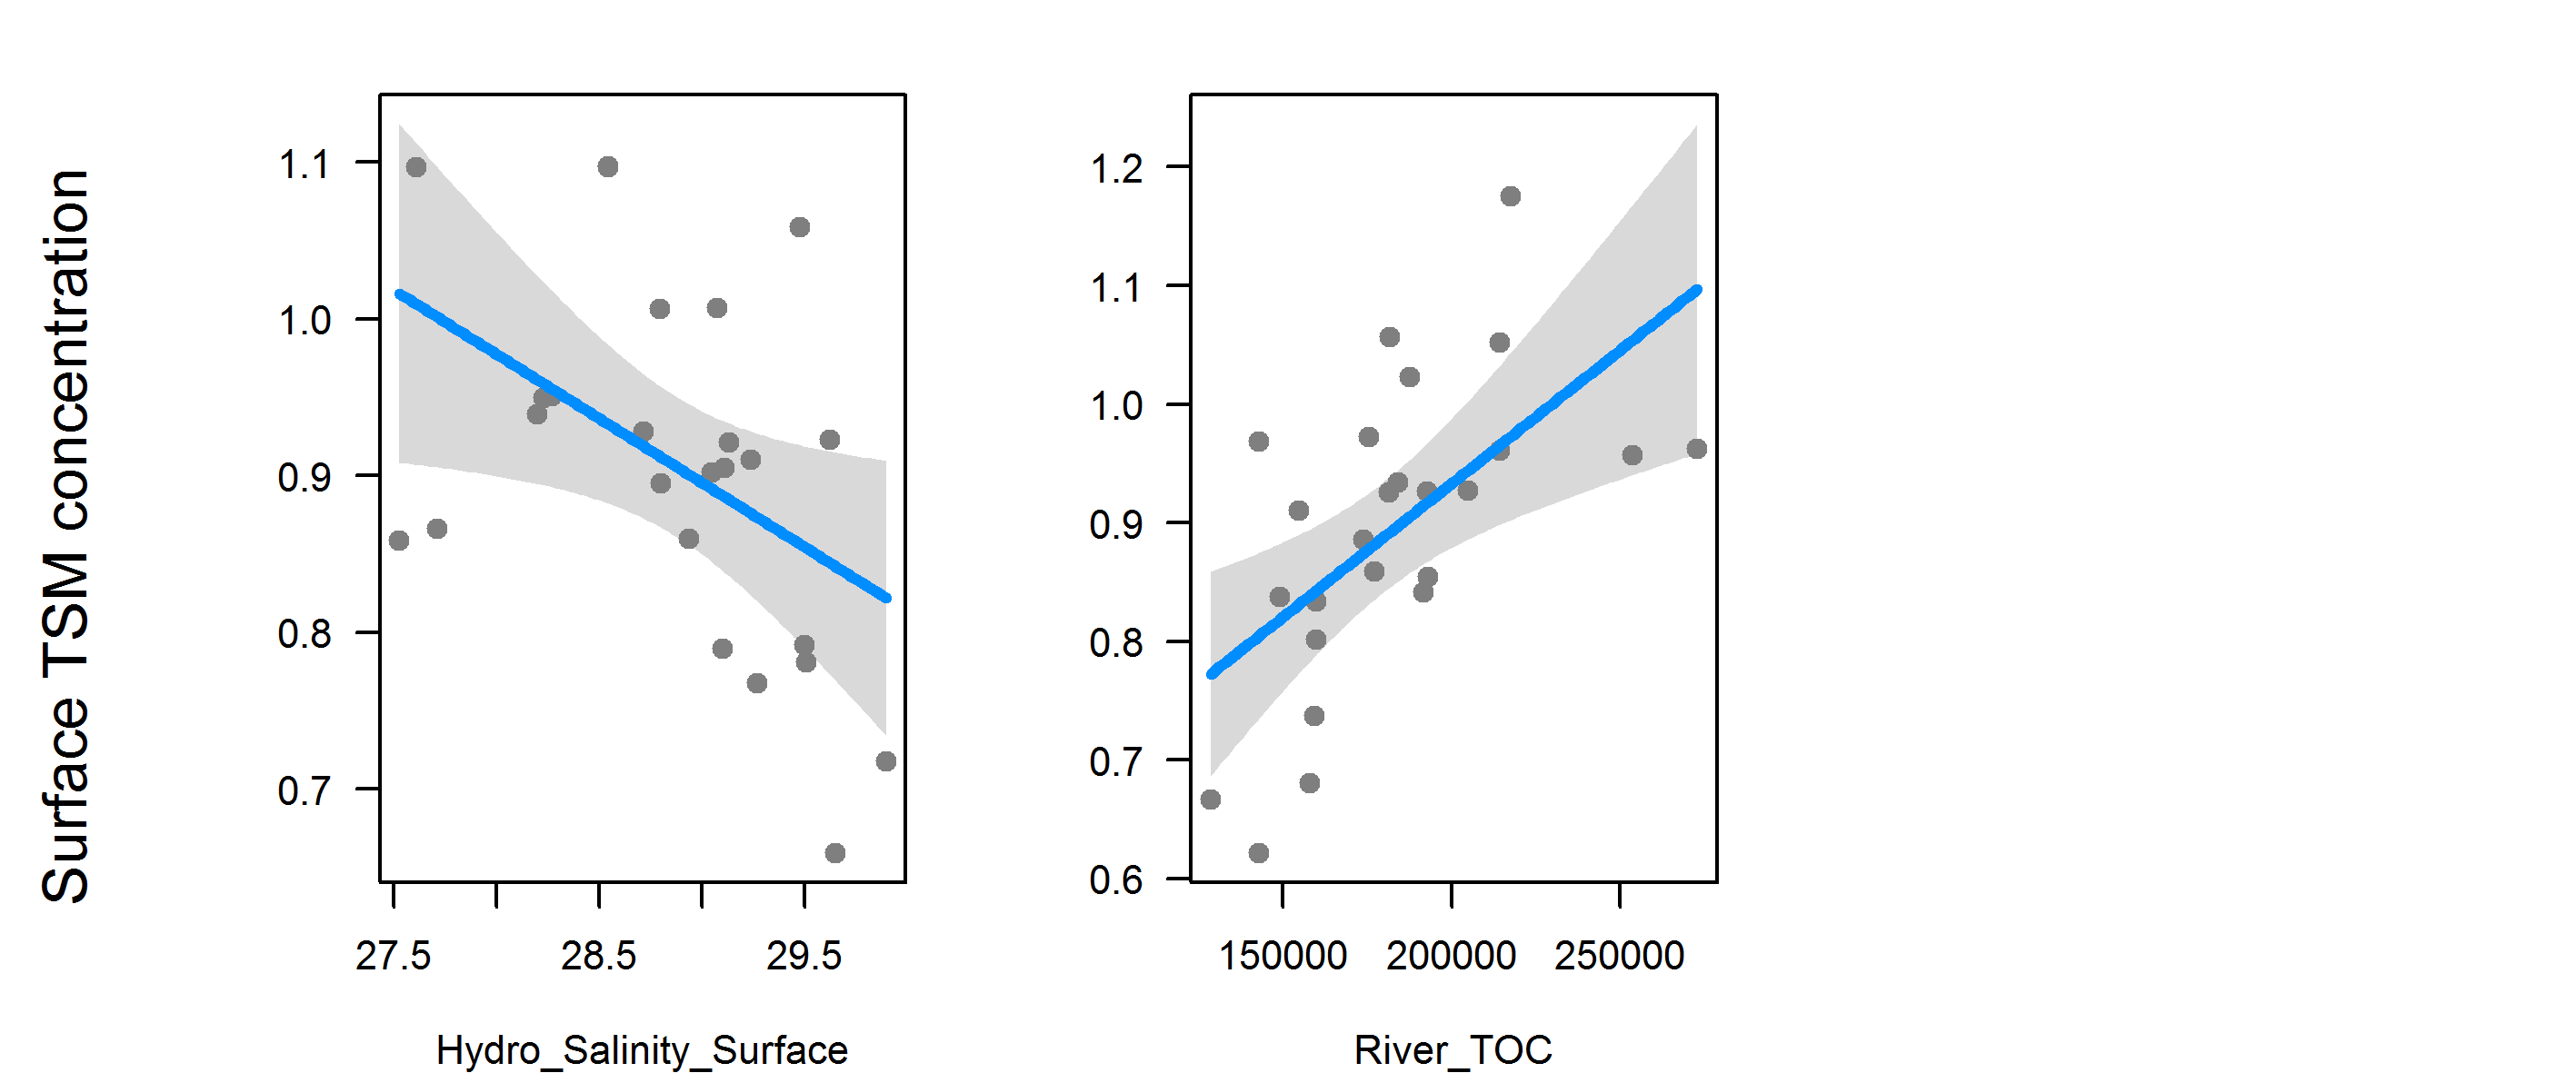 Surface TSM concentration
1.1
1.0
0.9
0.8
0.7
27.5 28.5 29.5
Hydro_Salinity_Surface
1.2
1.1
1.0
0.9
0.8
0.7
0.6
150000 200000 250000
River_TOC